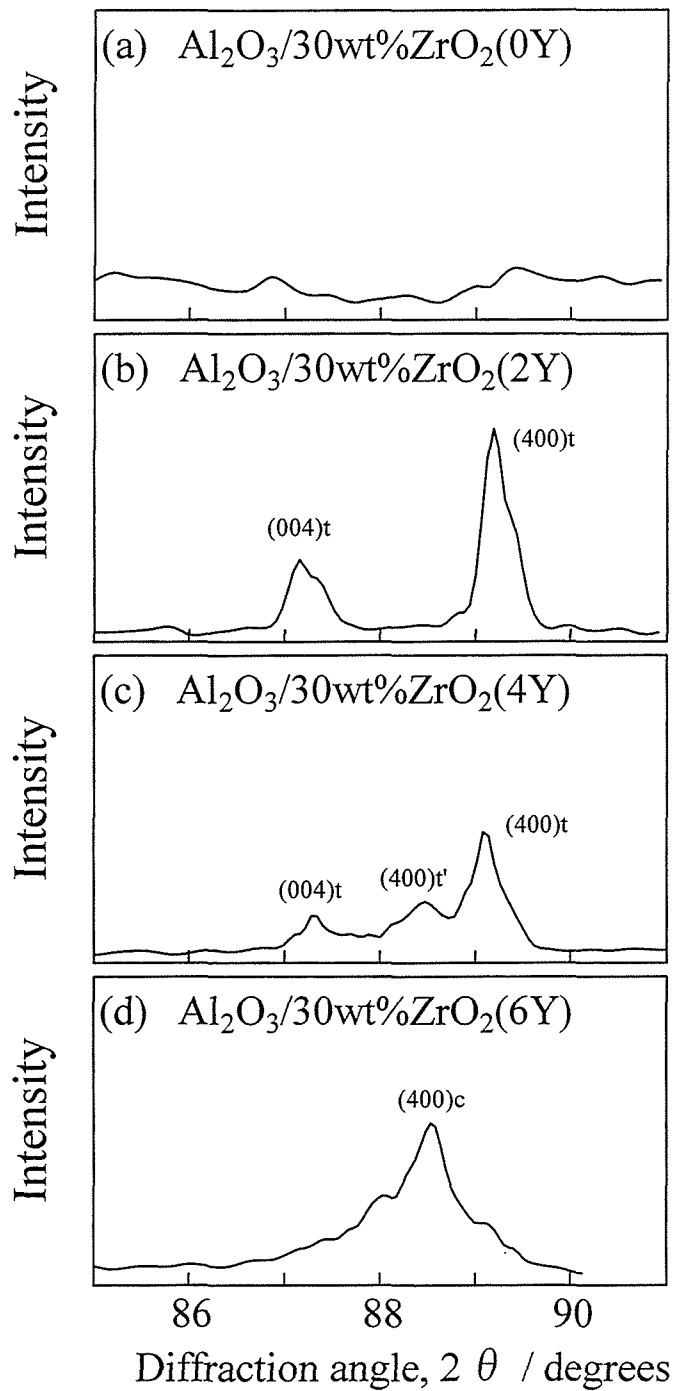 (a) Al₂O₃/30wt%ZrO₂(0Y)
Intensity
(b) Al₂O₃/30wt%ZrO₂(2Y)
Intensity
(004)t
(400)t
(c) Al₂O₃/30wt%ZrO₂(4Y)
Intensity
(004)t
(400)t'
(400)t
(d) Al₂O₃/30wt%ZrO₂(6Y)
Intensity
(400)c
86 88 90
Diffraction angle, 2 θ / degrees